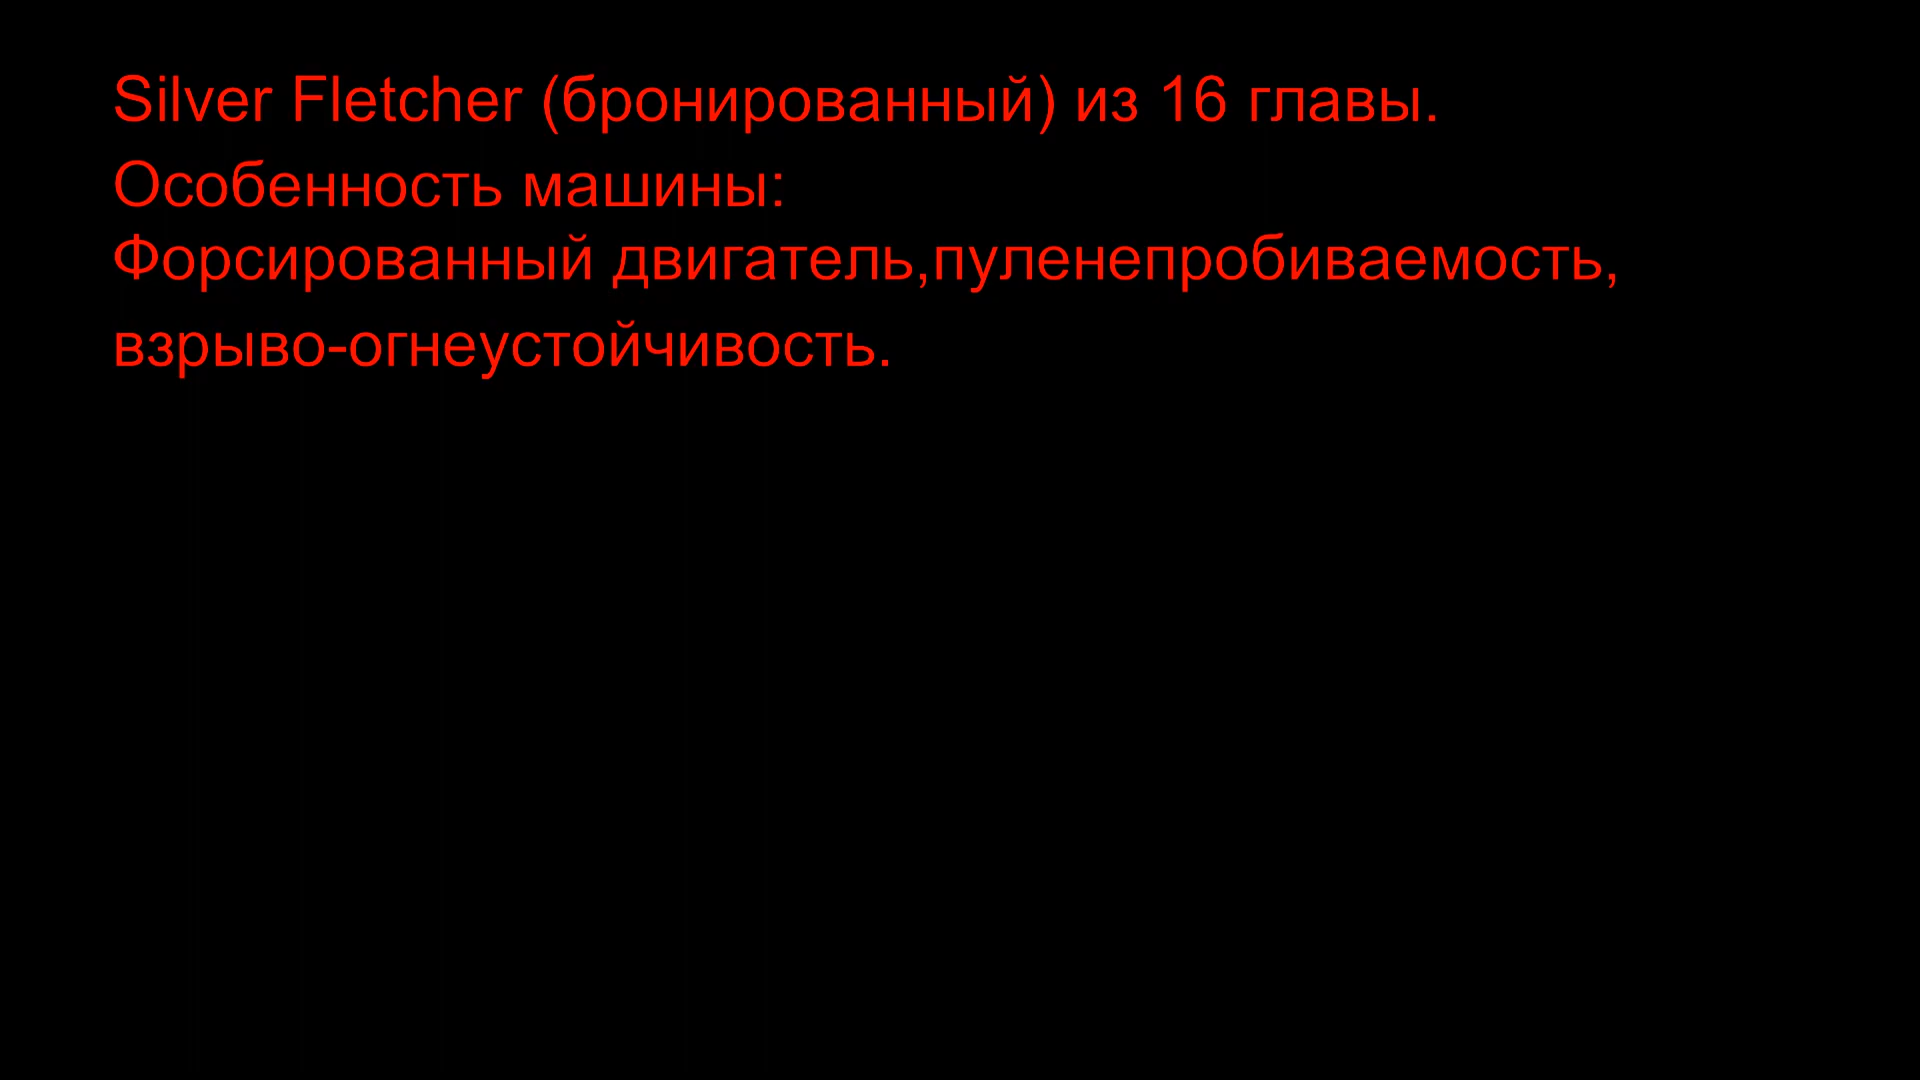 Silver Fletcher (бронированный) из 16 главы.
Особенность машины:
Форсированный двигатель,пуленепробиваемость,
взрыво-огнеустойчивость.